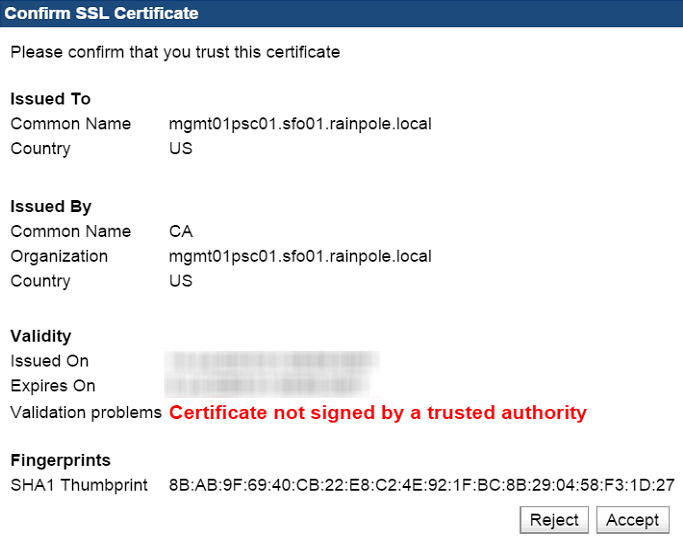 Confirm SSL Certificate
Please confirm that you trust this certificate
Issued To
Common Name mgmt01psc01.sfo01.rainpole.local
Country US
Issued By
Common Name CA
Organization mgmt01psc01.sfo01.rainpole.local
Country US
Validity
Issued On
Expires On
Validation problems Certificate not signed by a trusted authority
Fingerprints
SHA1 Thumbprint 8B:AB:9F:69:40:CB:22:E8:C2:4E:92:1F:BC:8B:29:04:58:F3:1D:27
Reject Accept